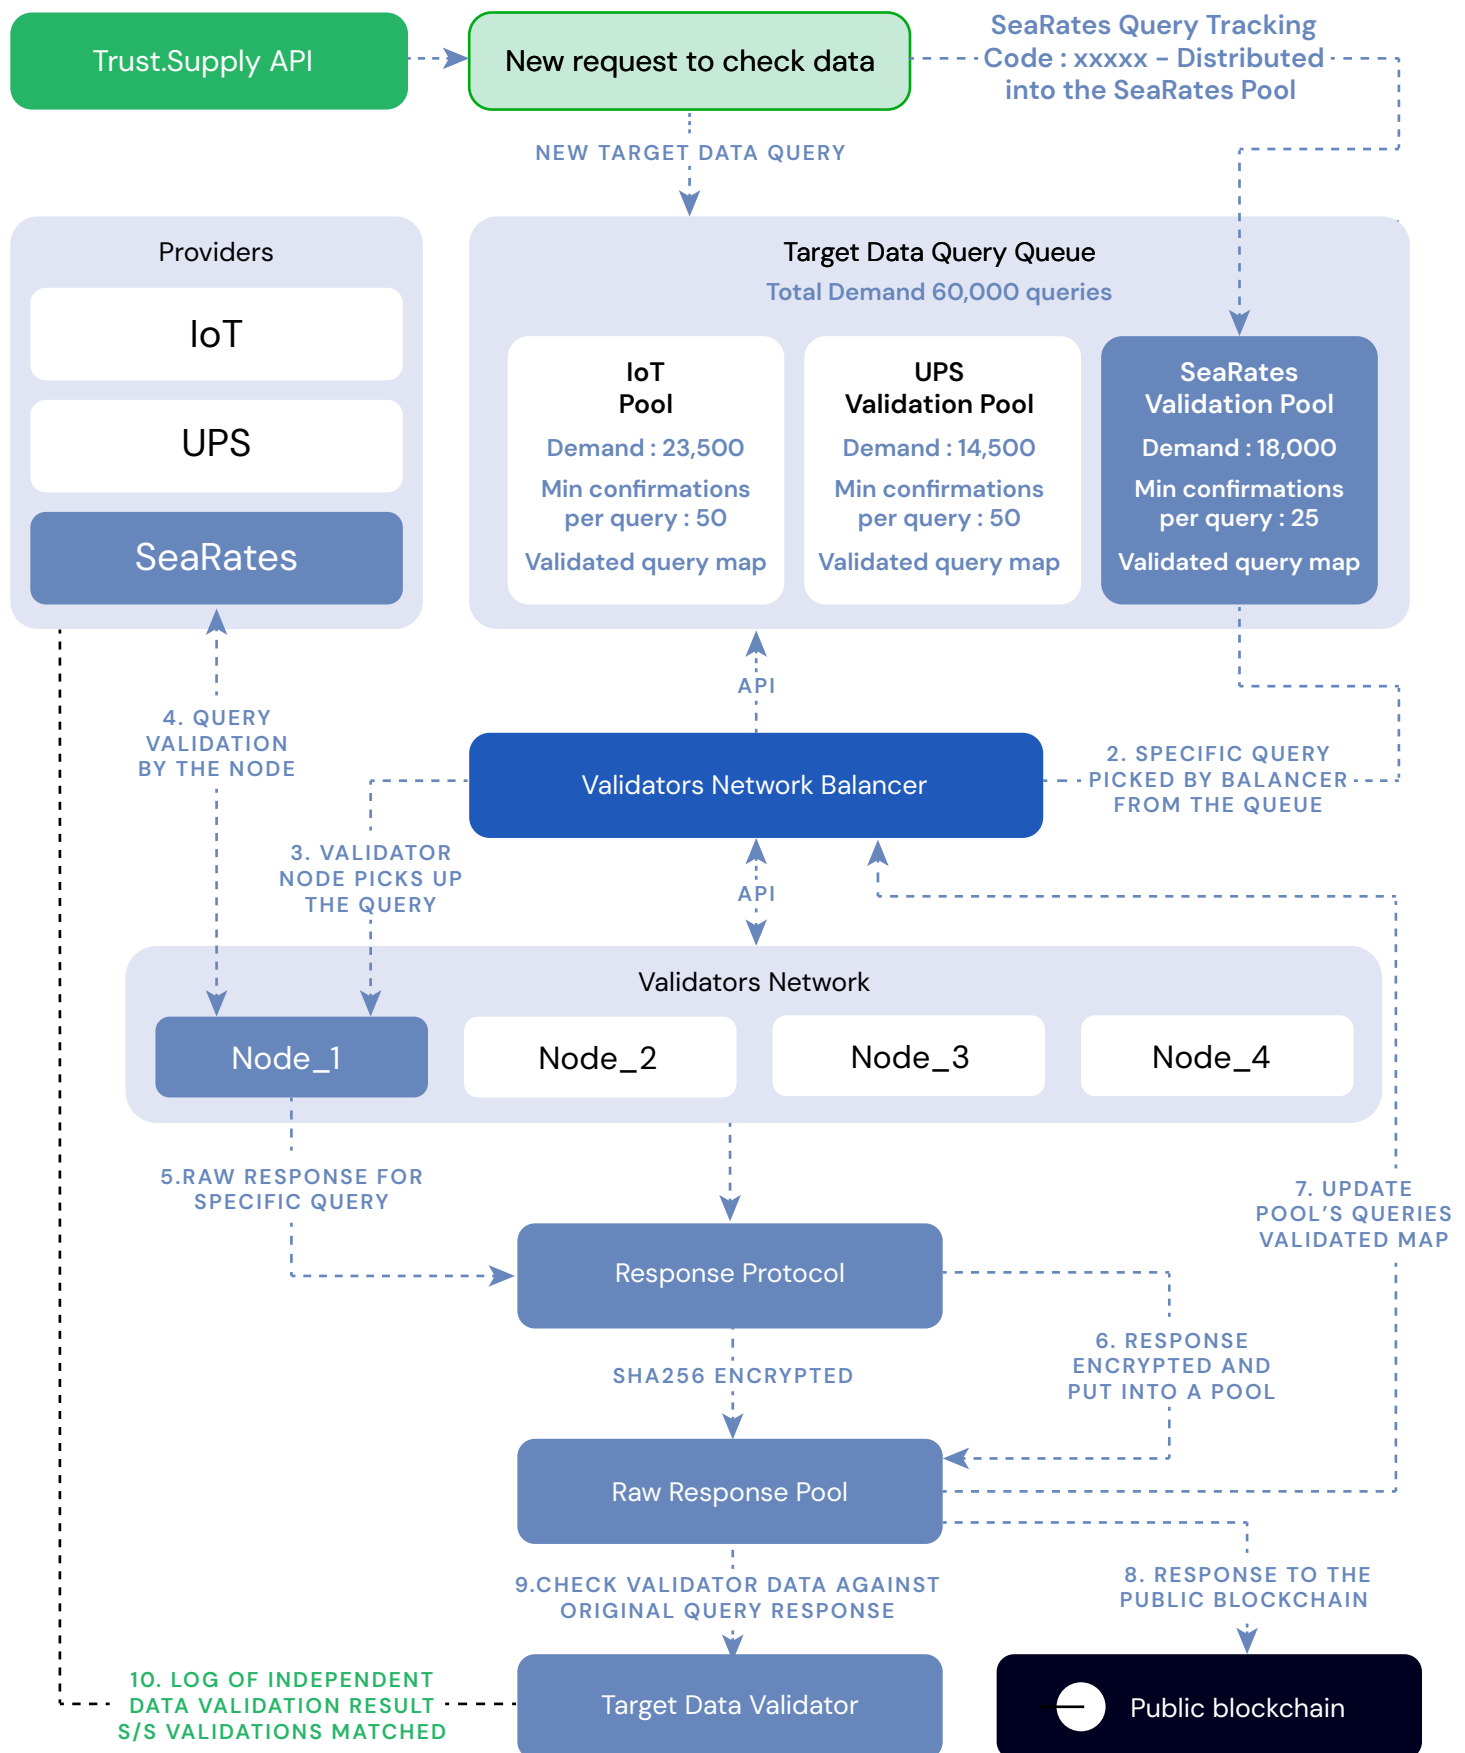 Trust.Supply API
New request to check data
SeaRates Query Tracking
Code : xxxxx – Distributed
into the SeaRates Pool
NEW TARGET DATA QUERY
Providers
IoT
UPS
SeaRates
Target Data Query Queue
Total Demand 60,000 queries
IoT
Pool
Demand : 23,500
Min confirmations
per query : 50
Validated query map
UPS
Validation Pool
Demand : 14,500
Min confirmations
per query : 50
Validated query map
SeaRates
Validation Pool
Demand : 18,000
Min confirmations
per query : 25
Validated query map
API
4. QUERY
VALIDATION
BY THE NODE
Validators Network Balancer
2. SPECIFIC QUERY
PICKED BY BALANCER
FROM THE QUEUE
3. VALIDATOR
NODE PICKS UP
THE QUERY
API
Validators Network
Node_1
Node_2
Node_3
Node_4
5.RAW RESPONSE FOR
SPECIFIC QUERY
7. UPDATE
POOL’S QUERIES
VALIDATED MAP
Response Protocol
6. RESPONSE
ENCRYPTED AND
PUT INTO A POOL
SHA256 ENCRYPTED
Raw Response Pool
9.CHECK VALIDATOR DATA AGAINST
ORIGINAL QUERY RESPONSE
8. RESPONSE TO THE
PUBLIC BLOCKCHAIN
10. LOG OF INDEPENDENT
DATA VALIDATION RESULT
S/S VALIDATIONS MATCHED
Target Data Validator
Public blockchain